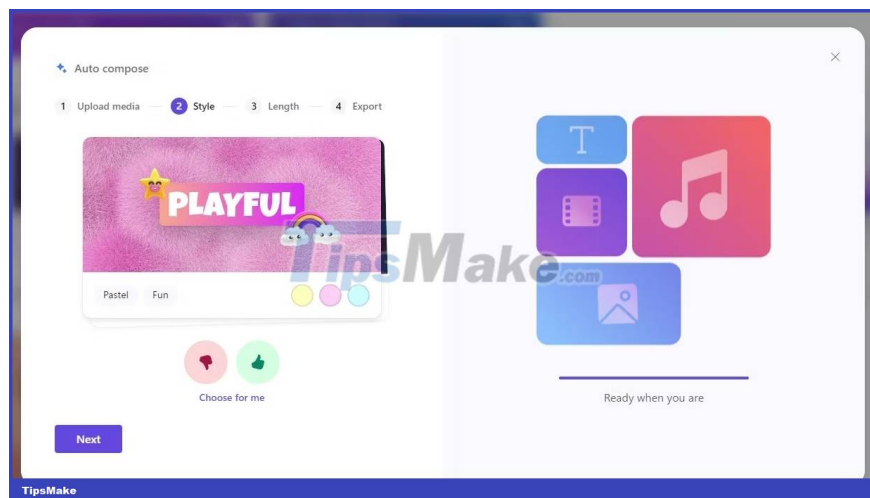 Auto compose
1 Upload media 2 Style 3 Length 4 Export
PLAYFUL
Pastel Fun
Choose for me
Next
T
TipsMake.com
Ready when you are
TipsMake